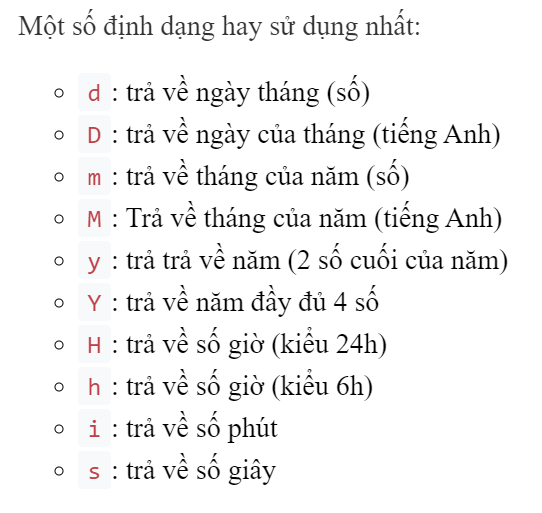 Một số định dạng hay sử dụng nhất:
d : trả về ngày tháng (số)
D : trả về ngày của tháng (tiếng Anh)
m : trả về tháng của năm (số)
M : Trả về tháng của năm (tiếng Anh)
y : trả trả về năm (2 số cuối của năm)
Y : trả về năm đầy đủ 4 số
H : trả về số giờ (kiểu 24h)
h : trả về số giờ (kiểu 6h)
i : trả về số phút
s : trả về số giây